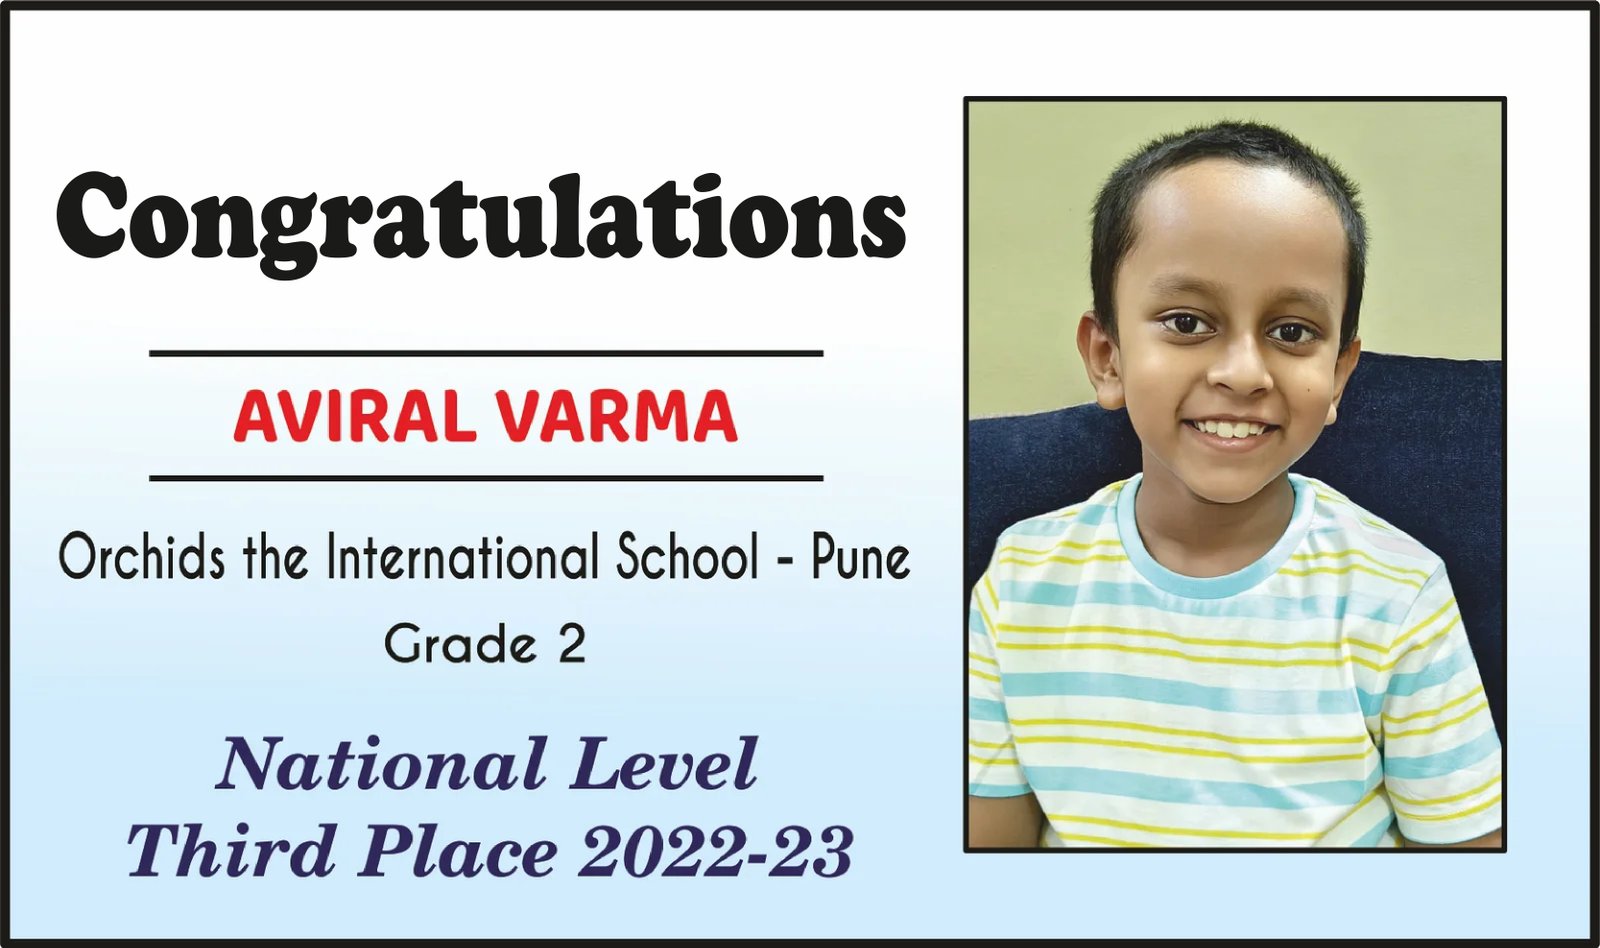 Congratulations
AVIRAL VARMA
Orchids the International School - Pune
Grade 2
National Level
Third Place 2022-23